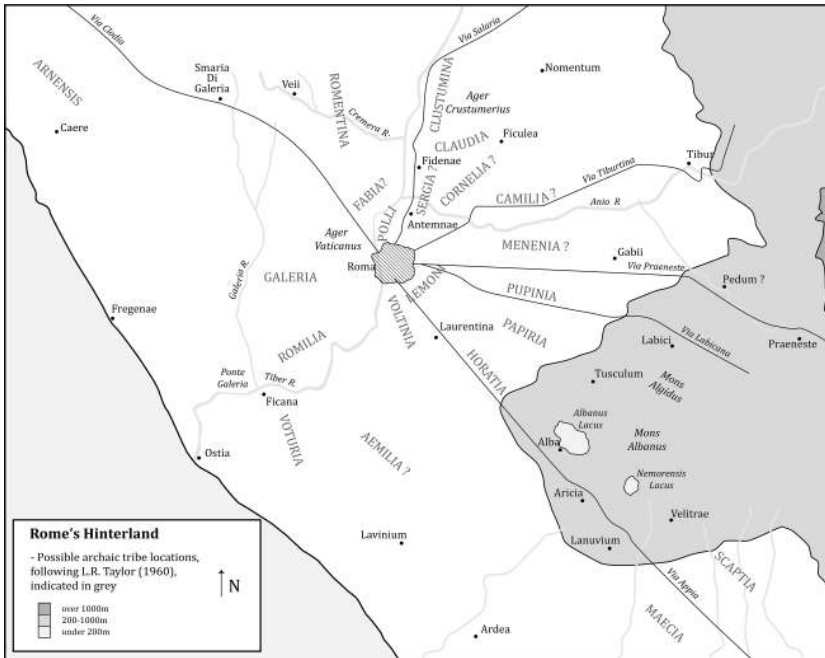 Via Clodia
Via Salaria
ARNENSIS
Smaria
Di
Galeria
Veii
ROMENTINA
Cremera R.
CLUSTUMINA
Nomentum
Ager
Crustumerius
Caere
CLAUDIA
Ficulea
Fidenae
Tibur
FABIA?
SERGIA?
CORNELIA?
Via Tiburtina
CAMILIA?
Anio R
POLLI
Antemnae
Ager
Vaticanus
Roma
MENENIA?
Gabii
Via Praeneste
GALERIA
Galeria R.
LEMONI
Pedum ?
PUPINIA
Fregenae
VOLTINIA
Laurentina
PAPIRIA
Via Labicana
Labici
Praeneste
ROMILIA
HORATIA
Ponte
Galeria
Tiber R.
Ficana
Tusculum
Mons
Algidus
VOTURIA
Albanus
Lacus
Mons
Albanus
Alba
Ostia
AEMILIA?
Nemorensis
Lacus
Aricia
Velitrae
Lavinium
Lanuvium
SCAPTIA
Via Appia
MAECIA
Ardea
Rome's Hinterland
- Possible archaic tribe locations,
following L.R. Taylor (1960),
indicated in grey
N
over 1000m
200-1000m
under 200m